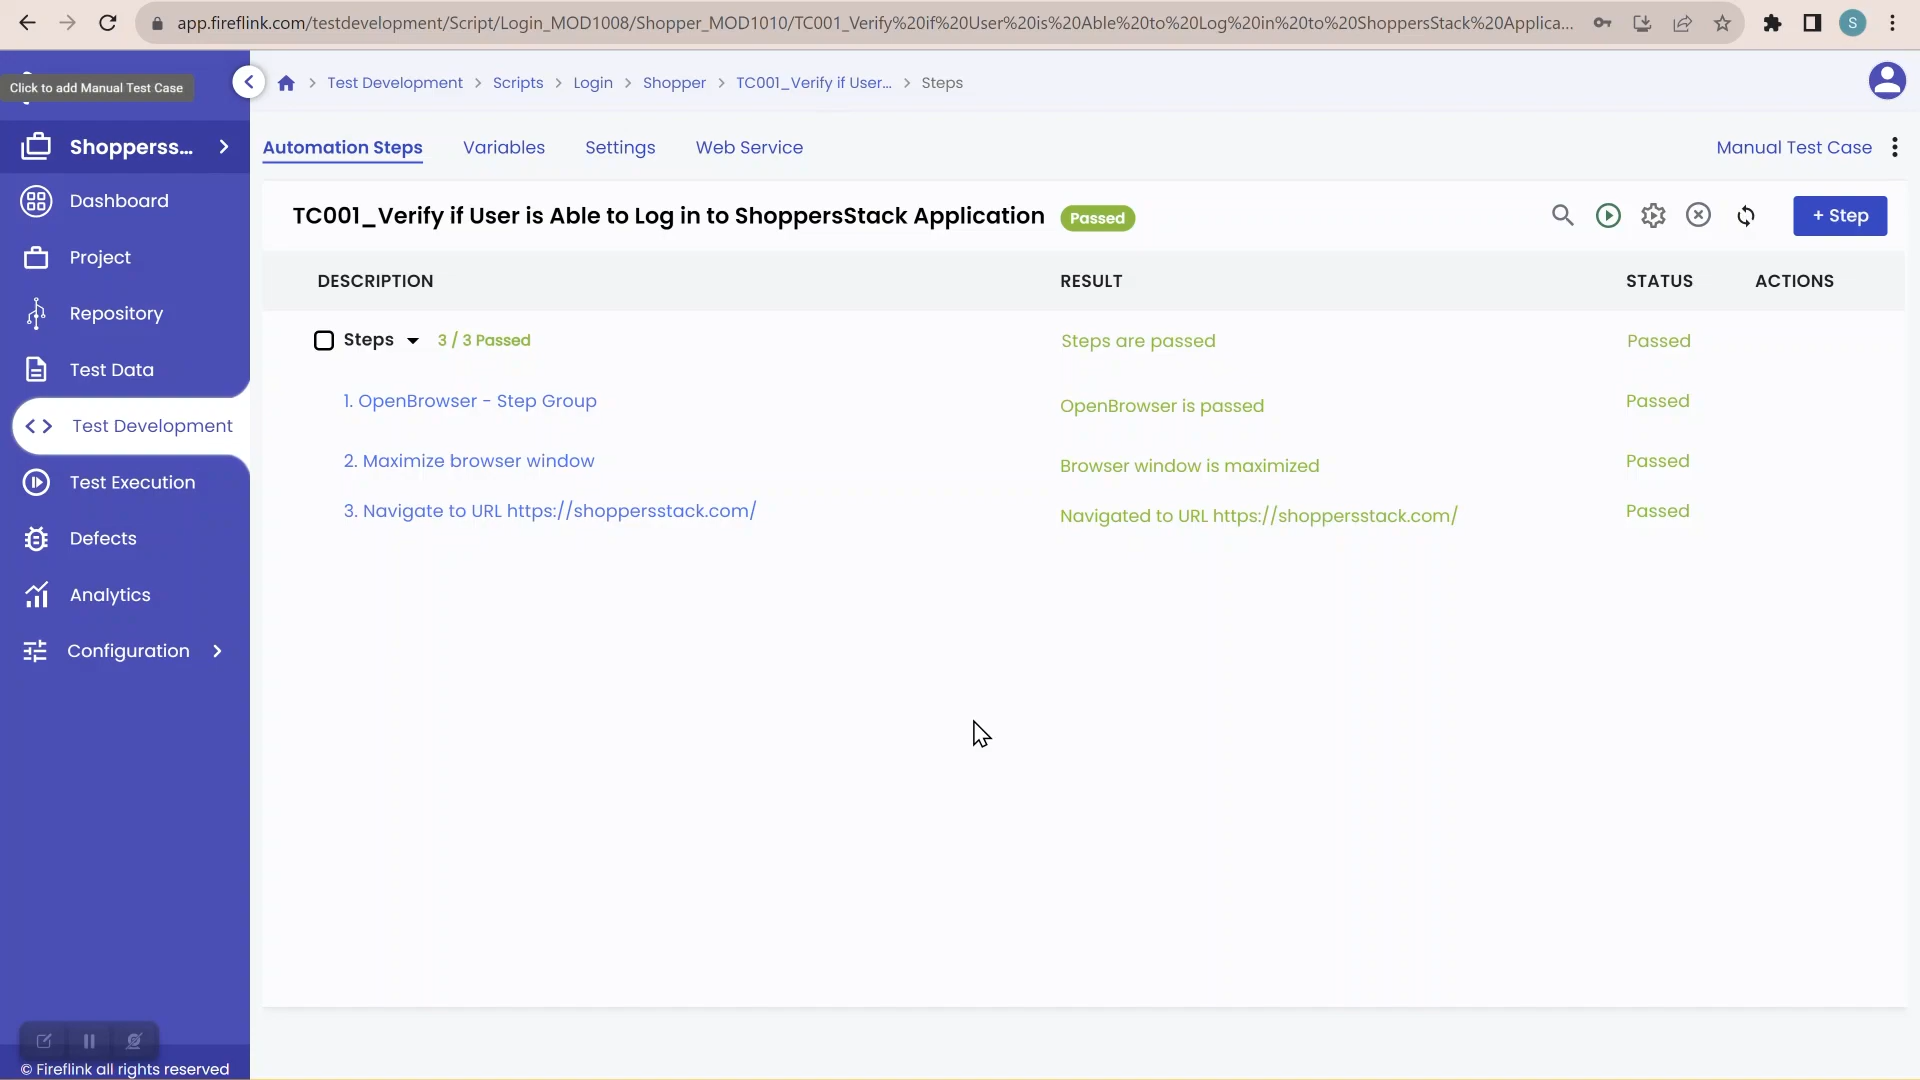 app.fireflink.com/testdevelopment/Script/Login_MOD1008/Shopper_MOD1010/TC001_Verify%20if%20User%20is%20Able%20to%20Log%20in%20to%20ShoppersStack%20Applica...
S
Click to add Manual Test Case
Test Development > Scripts > Login > Shopper > TC001_Verify if User... > Steps
Shopperss...
Automation Steps
Variables
Settings
Web Service
Manual Test Case
Dashboard
Project
Repository
Test Data
Test Development
Test Execution
Defects
Analytics
Configuration
TC001_Verify if User is Able to Log in to ShoppersStack Application
Passed
+ Step
DESCRIPTION
RESULT
STATUS
ACTIONS
Steps
3 / 3 Passed
Steps are passed
Passed
1. OpenBrowser - Step Group
OpenBrowser is passed
Passed
2. Maximize browser window
Browser window is maximized
Passed
3. Navigate to URL https://shoppersstack.com/
Navigated to URL https://shoppersstack.com/
Passed
© Fireflink all rights reserved